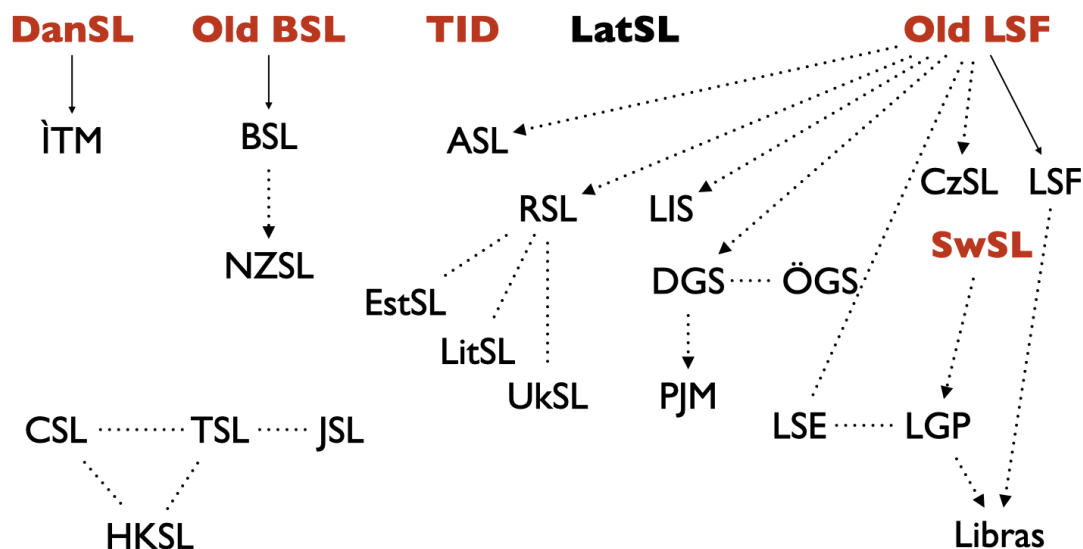 DanSL Old BSL TID LatSL Old LSF
ÌTM BSL ASL
CzSL LSF
RSL LIS
SwSL
NZSL DGS ÖGS
EstSL
LitSL
UkSL PJM
CSL TSL JSL LSE LGP
HKSL Libras